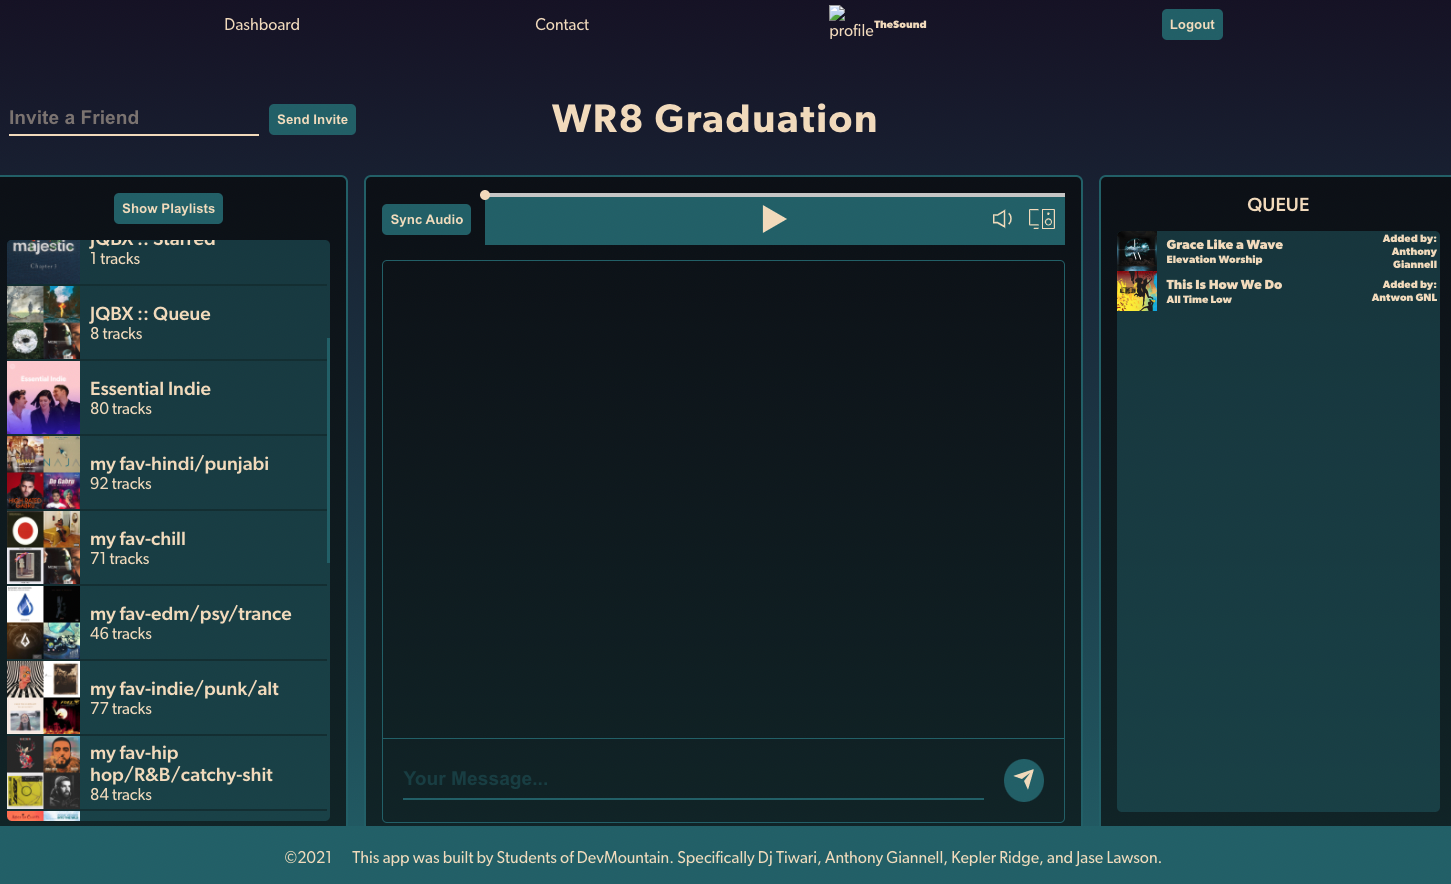 Dashboard
Contact
profile
TheSound
Logout
Invite a Friend
Send Invite
WR8 Graduation
Show Playlists
majestic
Chapter I
JQBX :: Starred
1 tracks
JQBX :: Queue
8 tracks
Essential Indie
Essential Indie
80 tracks
my fav-hindi/punjabi
92 tracks
my fav-chill
71 tracks
my fav-edm/psy/trance
46 tracks
my fav-indie/punk/alt
77 tracks
my fav-hip
hop/R&B/catchy-shit
84 tracks
Sync Audio
Your Message...
QUEUE
Grace Like a Wave
Elevation Worship
Added by:
Anthony
Giannell
This Is How We Do
All Time Low
Added by:
Antwon GNL
©2021 This app was built by Students of DevMountain. Specifically Dj Tiwari, Anthony Giannell, Kepler Ridge, and Jase Lawson.